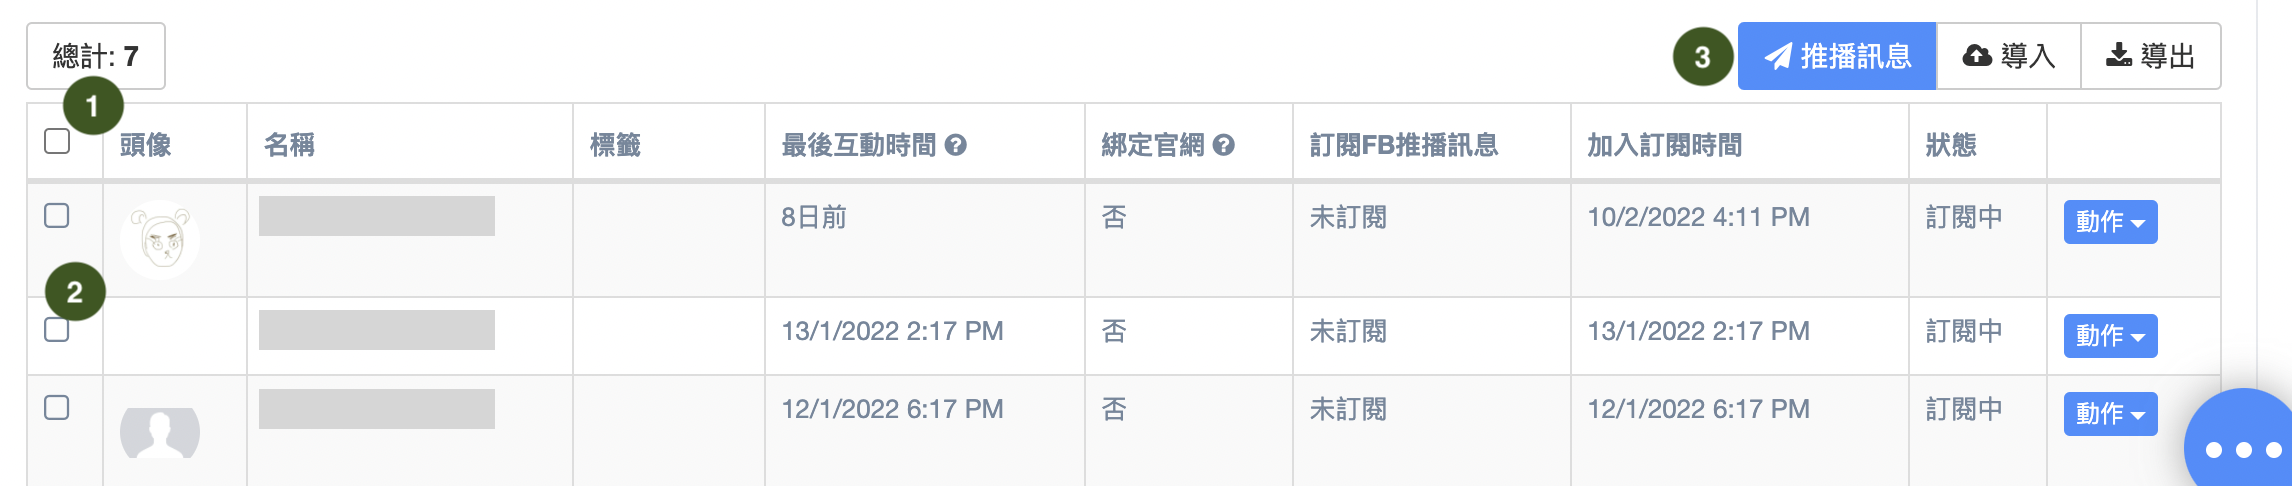 總計: 7
3 推播訊息 導入 導出
1
頭像 名稱 標籤 最後互動時間 ? 綁定官網 ? 訂閱FB推播訊息 加入訂閱時間 狀態
8日前 否 未訂閱 10/2/2022 4:11 PM 訂閱中 動作
2
13/1/2022 2:17 PM 否 未訂閱 13/1/2022 2:17 PM 訂閱中 動作
12/1/2022 6:17 PM 否 未訂閱 12/1/2022 6:17 PM 訂閱中 動作